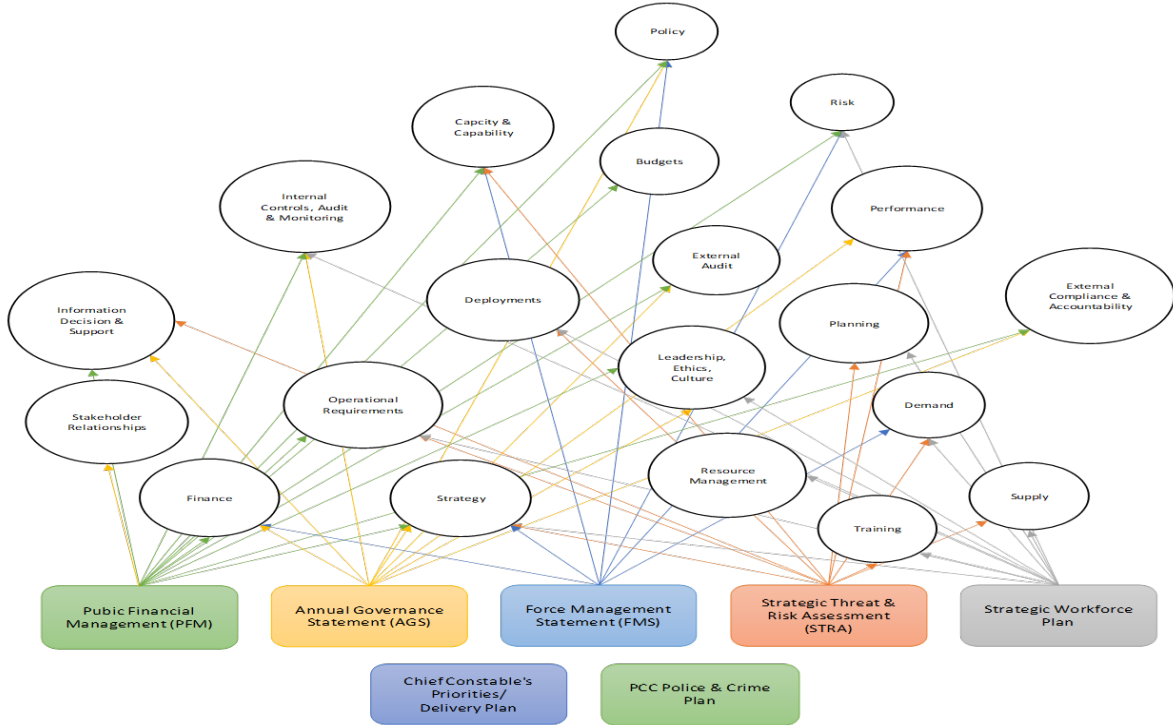 Policy
Risk
Capcity &
Capability
Budgets
Internal
Controls, Audit
& Monitoring
Performance
External
Audit
External
Compliance &
Accountability
Deployments
Information
Decision &
Support
Planning
Leadership,
Ethics,
Culture
Operational
Requirements
Demand
Stakeholder
Relationships
Resource
Management
Finance
Strategy
Supply
Training
Pubic Financial
Management (PFM)
Annual Governance
Statement (AGS)
Force Management
Statement (FMS)
Strategic Threat &
Risk Assessment
(STRA)
Strategic Workforce
Plan
Chief Constable's
Priorities/
Delivery Plan
PCC Police & Crime
Plan